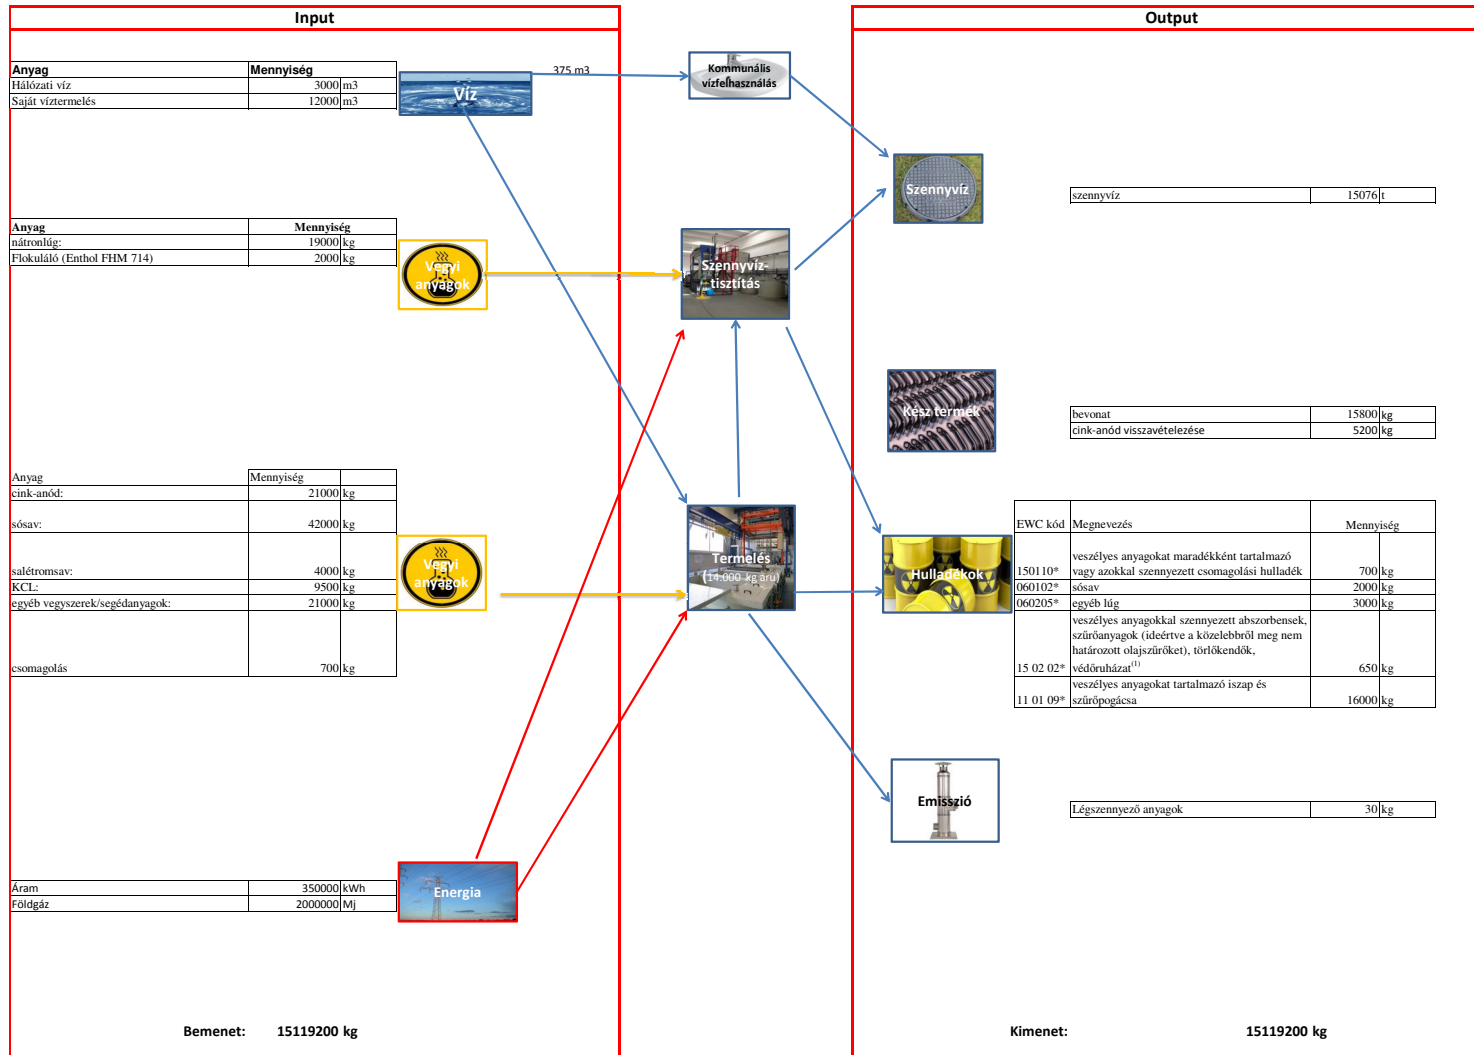 Input
Output
Anyag Mennyiség
Hálózati víz 3000 m3
Saját víztermelés 12000 m3
Víz
375 m3
Kommunális
vízfelhasználás
Szennyvíz
szennyvíz 15076 t
Anyag Mennyiség
nátronlúg: 19000 kg
Flokuláló (Enthol FHM 714) 2000 kg
Vegyi
anyagok
Szennyvíz-
tisztítás
Kész termék
bevonat 15800 kg
cink-anód visszavételezése 5200 kg
Anyag Mennyiség
cink-anód: 21000 kg
sósav: 42000 kg
salétromsav: 4000 kg
KCL: 9500 kg
egyéb vegyszerek/segédanyagok: 21000 kg
csomagolás 700 kg
Vegyi
anyagok
Termelés
(14.000 kg áru)
Hulladékok
EWC kód Megnevezés Mennyiség
veszélyes anyagokat maradékként tartalmazó
150110* vagy azokkal szennyezett csomagolási hulladék 700 kg
060102* sósav 2000 kg
060205* egyéb lúg 3000 kg
veszélyes anyagokkal szennyezett abszorbensek,
szűrőanyagok (ideértve a közelebbről meg nem
határozott olajszűrőket), törlőkendők,
15 02 02* védőruházat(1) 650 kg
veszélyes anyagokat tartalmazó iszap és
11 01 09* szűrőpogácsa 16000 kg
Emisszió
Légszennyező anyagok 30 kg
Áram 350000 kWh
Földgáz 2000000 Mj
Energia
Bemenet: 15119200 kg
Kimenet: 15119200 kg